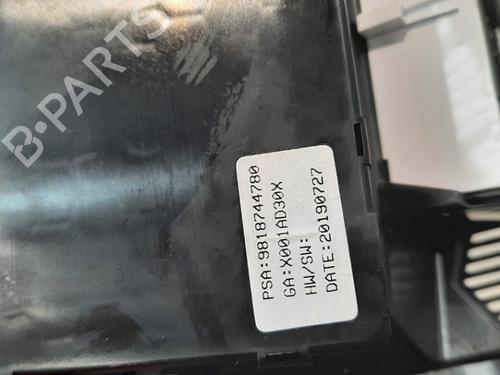 B-PARTS
PSA:9818744780
GA:X001AD30X
HW/SW:
DATE:20190727